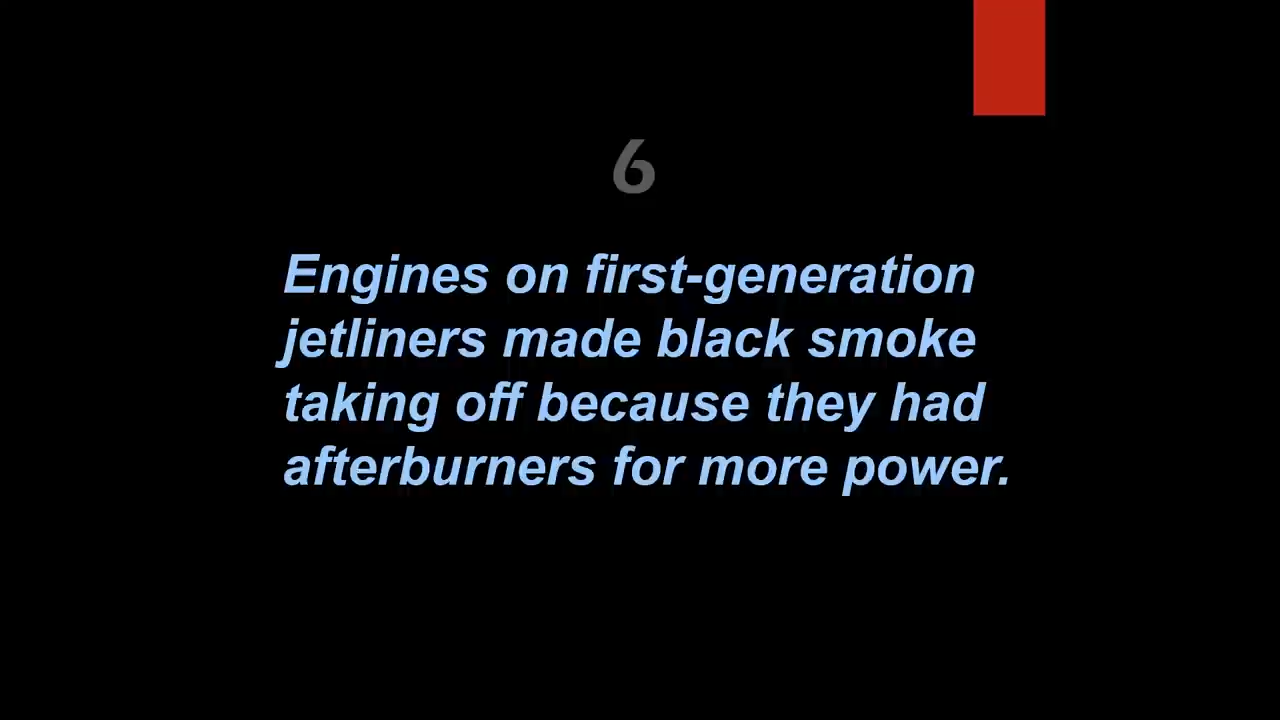 6
Engines on first-generation
jetliners made black smoke
taking off because they had
afterburners for more power.